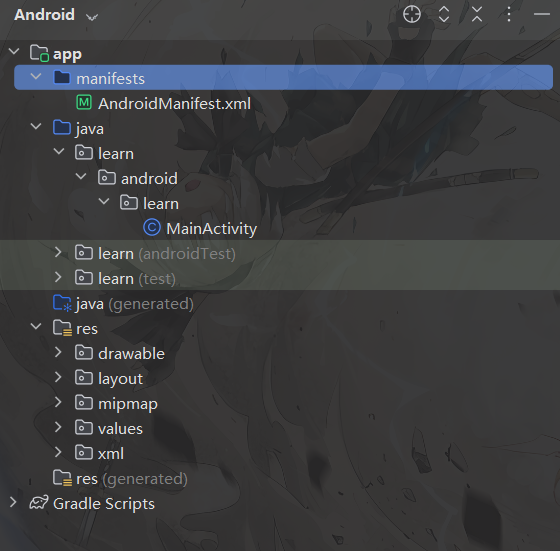 Android
app
manifests
AndroidManifest.xml
java
learn
android
learn
MainActivity
learn (androidTest)
learn (test)
java (generated)
res
drawable
layout
mipmap
values
xml
res (generated)
Gradle Scripts